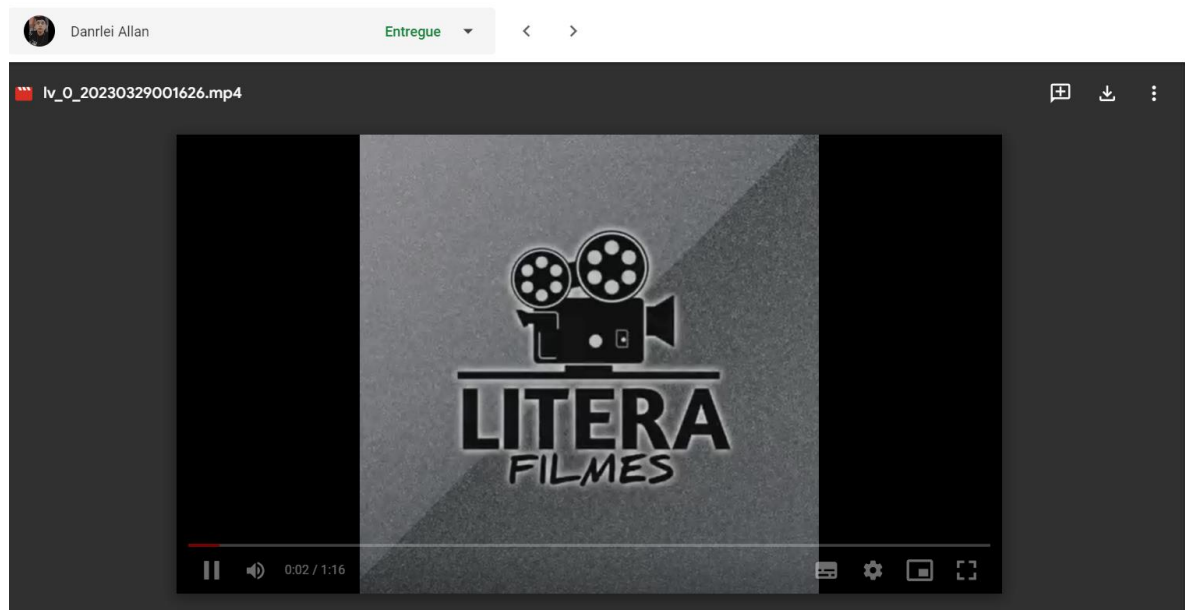 Danrlei Allan
Entregue
lv_0_20230329001626.mp4
LITERA
FILMES
0:02 / 1:16